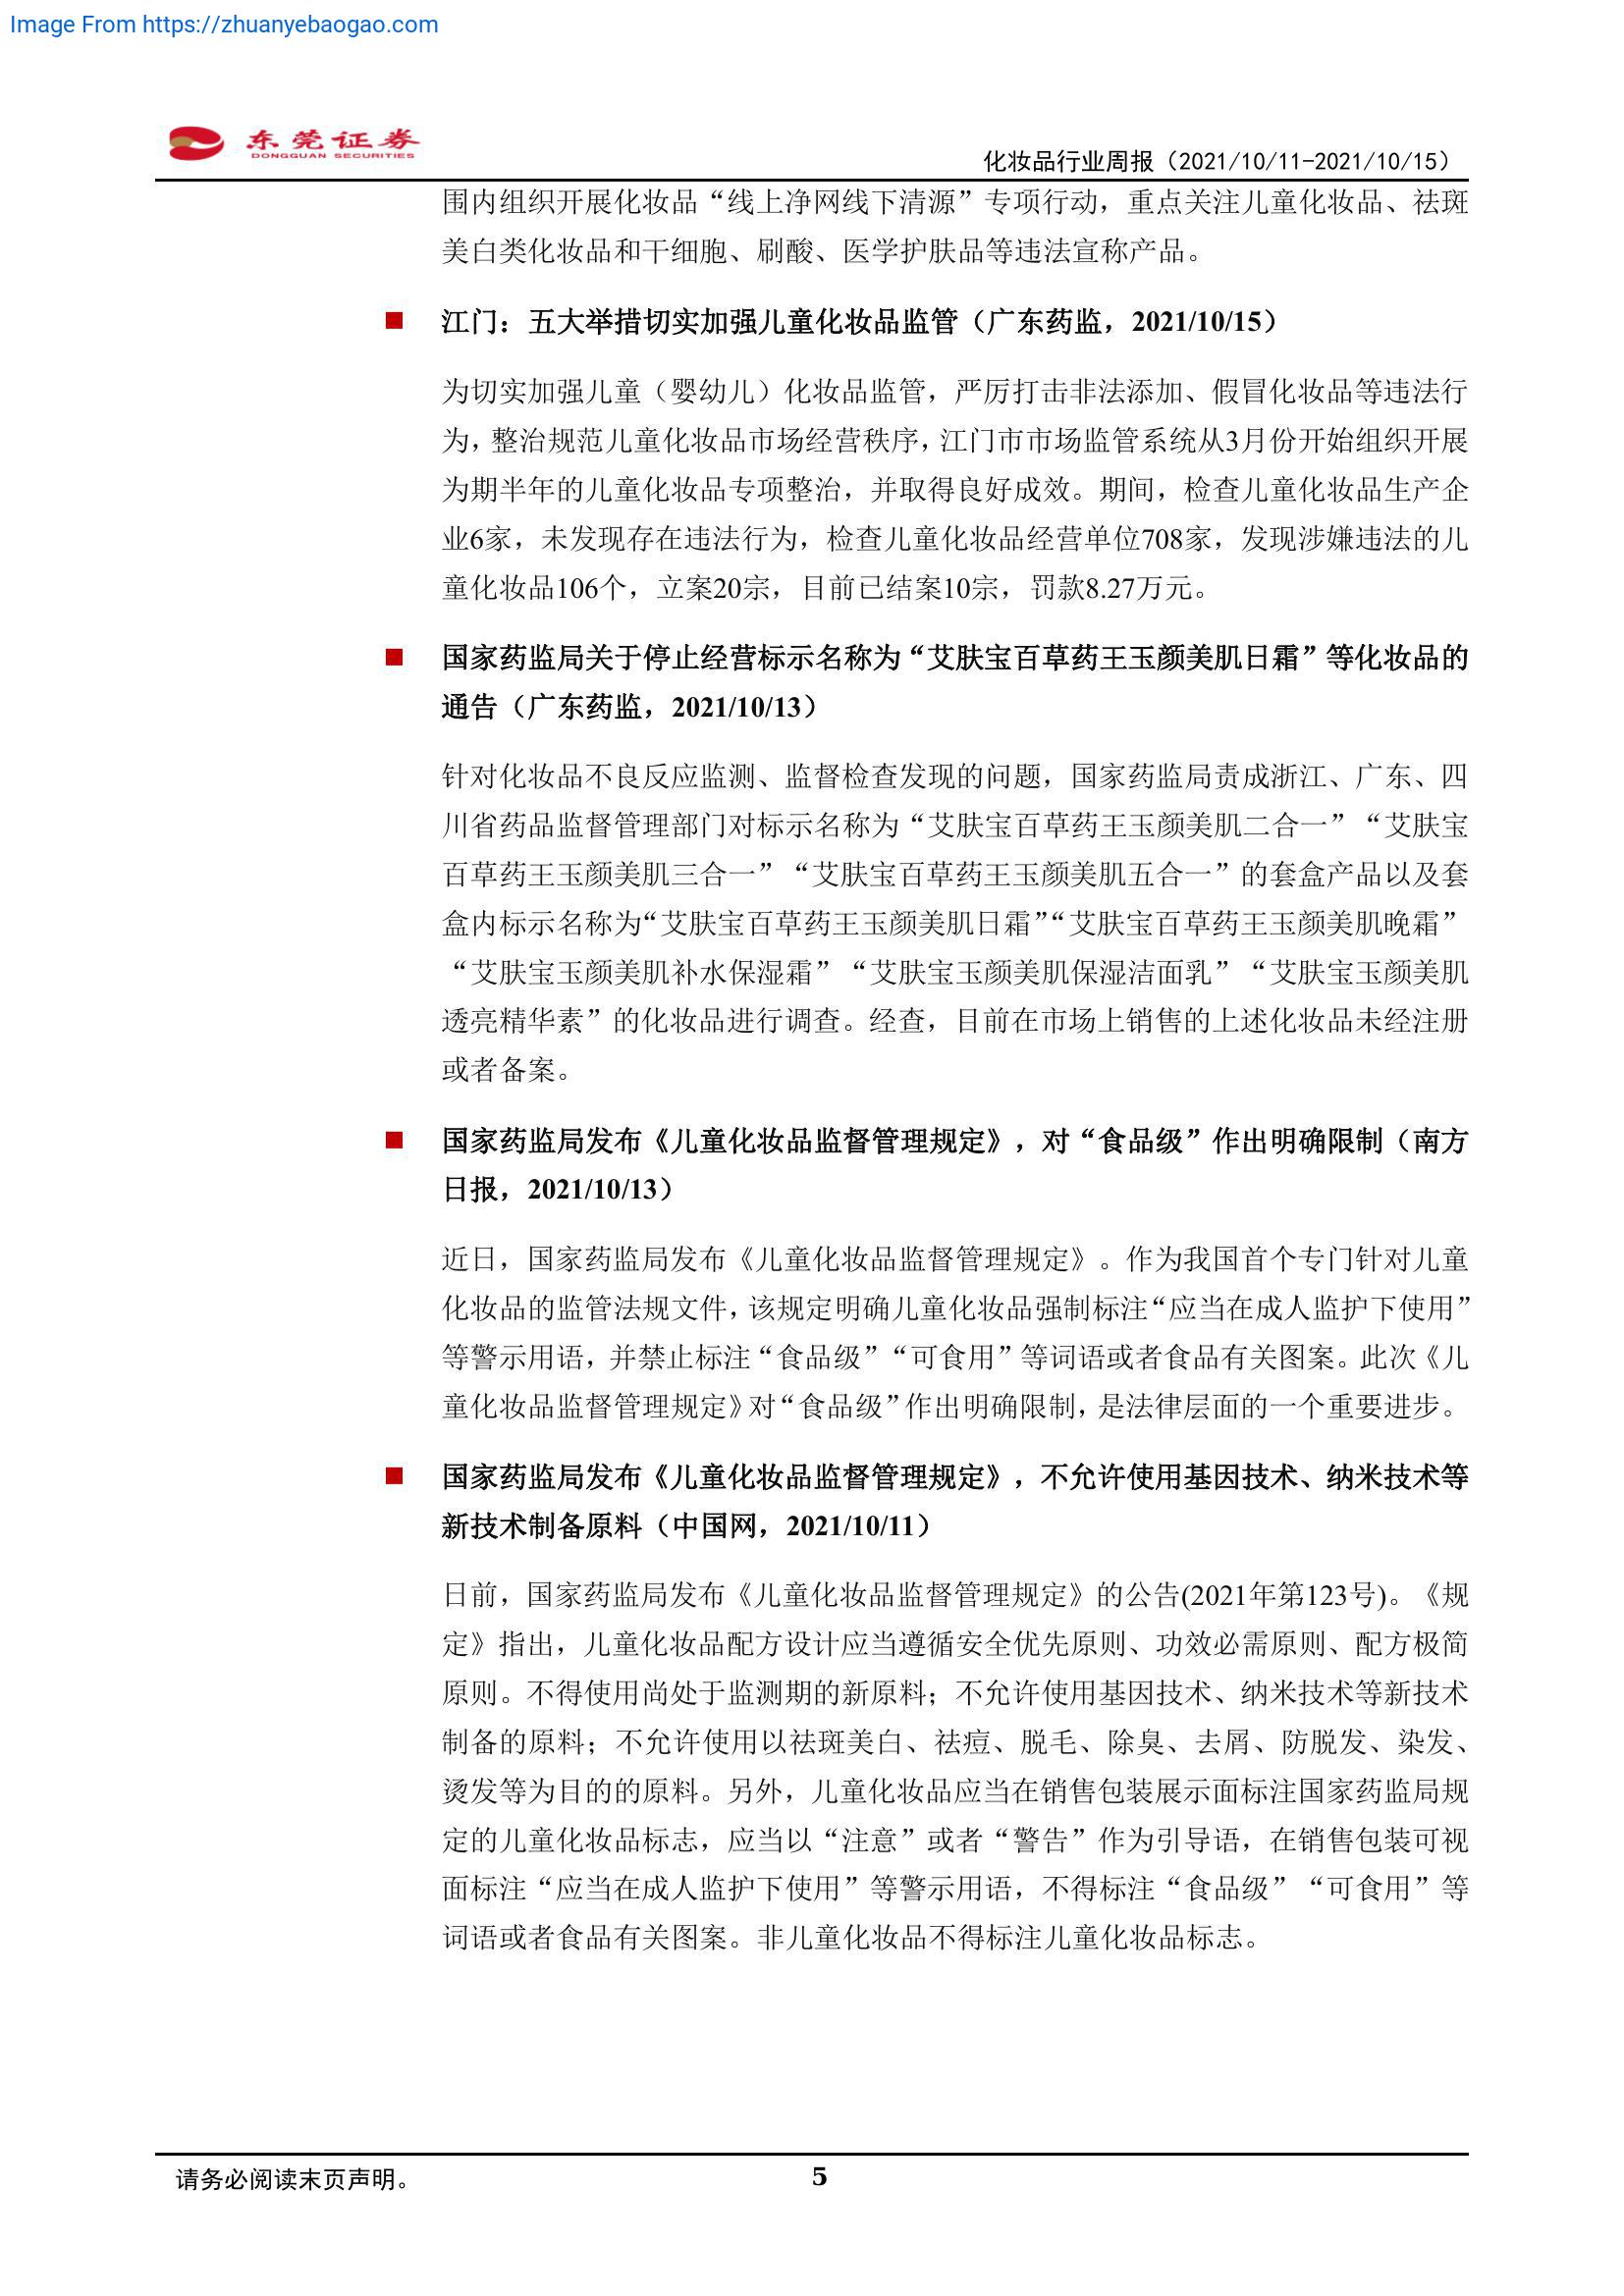 Image From https://zhuanyebaogao.com
东莞证券
DONGGUAN SECURITIES
化妆品行业周报（2021/10/11-2021/10/15）
围内组织开展化妆品“线上净网线下清源”专项行动，重点关注儿童化妆品、祛斑
美白类化妆品和干细胞、刷酸、医学护肤品等违法宣称产品。
江门：五大举措切实加强儿童化妆品监管（广东药监，2021/10/15）
为切实加强儿童（婴幼儿）化妆品监管，严厉打击非法添加、假冒化妆品等违法行
为，整治规范儿童化妆品市场经营秩序，江门市市场监管系统从3月份开始组织开展
为期半年的儿童化妆品专项整治，并取得良好成效。期间，检查儿童化妆品生产企
业6家，未发现存在违法行为，检查儿童化妆品经营单位708家，发现涉嫌违法的儿
童化妆品106个，立案20宗，目前已结案10宗，罚款8.27万元。
国家药监局关于停止经营标示名称为“艾肤宝百草药王玉颜美肌日霜”等化妆品的
通告（广东药监，2021/10/13）
针对化妆品不良反应监测、监督检查发现的问题，国家药监局责成浙江、广东、四
川省药品监督管理部门对标示名称为“艾肤宝百草药王玉颜美肌二合一”“艾肤宝
百草药王玉颜美肌三合一”“艾肤宝百草药王玉颜美肌五合一”的套盒产品以及套
盒内标示名称为“艾肤宝百草药王玉颜美肌日霜”“艾肤宝百草药王玉颜美肌晚霜”
“艾肤宝玉颜美肌补水保湿霜”“艾肤宝玉颜美肌保湿洁面乳”“艾肤宝玉颜美肌
透亮精华素”的化妆品进行调查。经查，目前在市场上销售的上述化妆品未经注册
或者备案。
国家药监局发布《儿童化妆品监督管理规定》，对“食品级”作出明确限制（南方
日报，2021/10/13）
近日，国家药监局发布《儿童化妆品监督管理规定》。作为我国首个专门针对儿童
化妆品的监管法规文件，该规定明确儿童化妆品强制标注“应当在成人监护下使用”
等警示用语，并禁止标注“食品级”“可食用”等词语或者食品有关图案。此次《儿
童化妆品监督管理规定》对“食品级”作出明确限制，是法律层面的一个重要进步。
国家药监局发布《儿童化妆品监督管理规定》，不允许使用基因技术、纳米技术等
新技术制备原料（中国网，2021/10/11）
日前，国家药监局发布《儿童化妆品监督管理规定》的公告(2021年第123号)。《规
定》指出，儿童化妆品配方设计应当遵循安全优先原则、功效必需原则、配方极简
原则。不得使用尚处于监测期的新原料；不允许使用基因技术、纳米技术等新技术
制备的原料；不允许使用以祛斑美白、祛痘、脱毛、除臭、去屑、防脱发、染发、
烫发等为目的的原料。另外，儿童化妆品应当在销售包装展示面标注国家药监局规
定的儿童化妆品标志，应当以“注意”或者“警告”作为引导语，在销售包装可视
面标注“应当在成人监护下使用”等警示用语，不得标注“食品级”“可食用”等
词语或者食品有关图案。非儿童化妆品不得标注儿童化妆品标志。
请务必阅读末页声明。
5